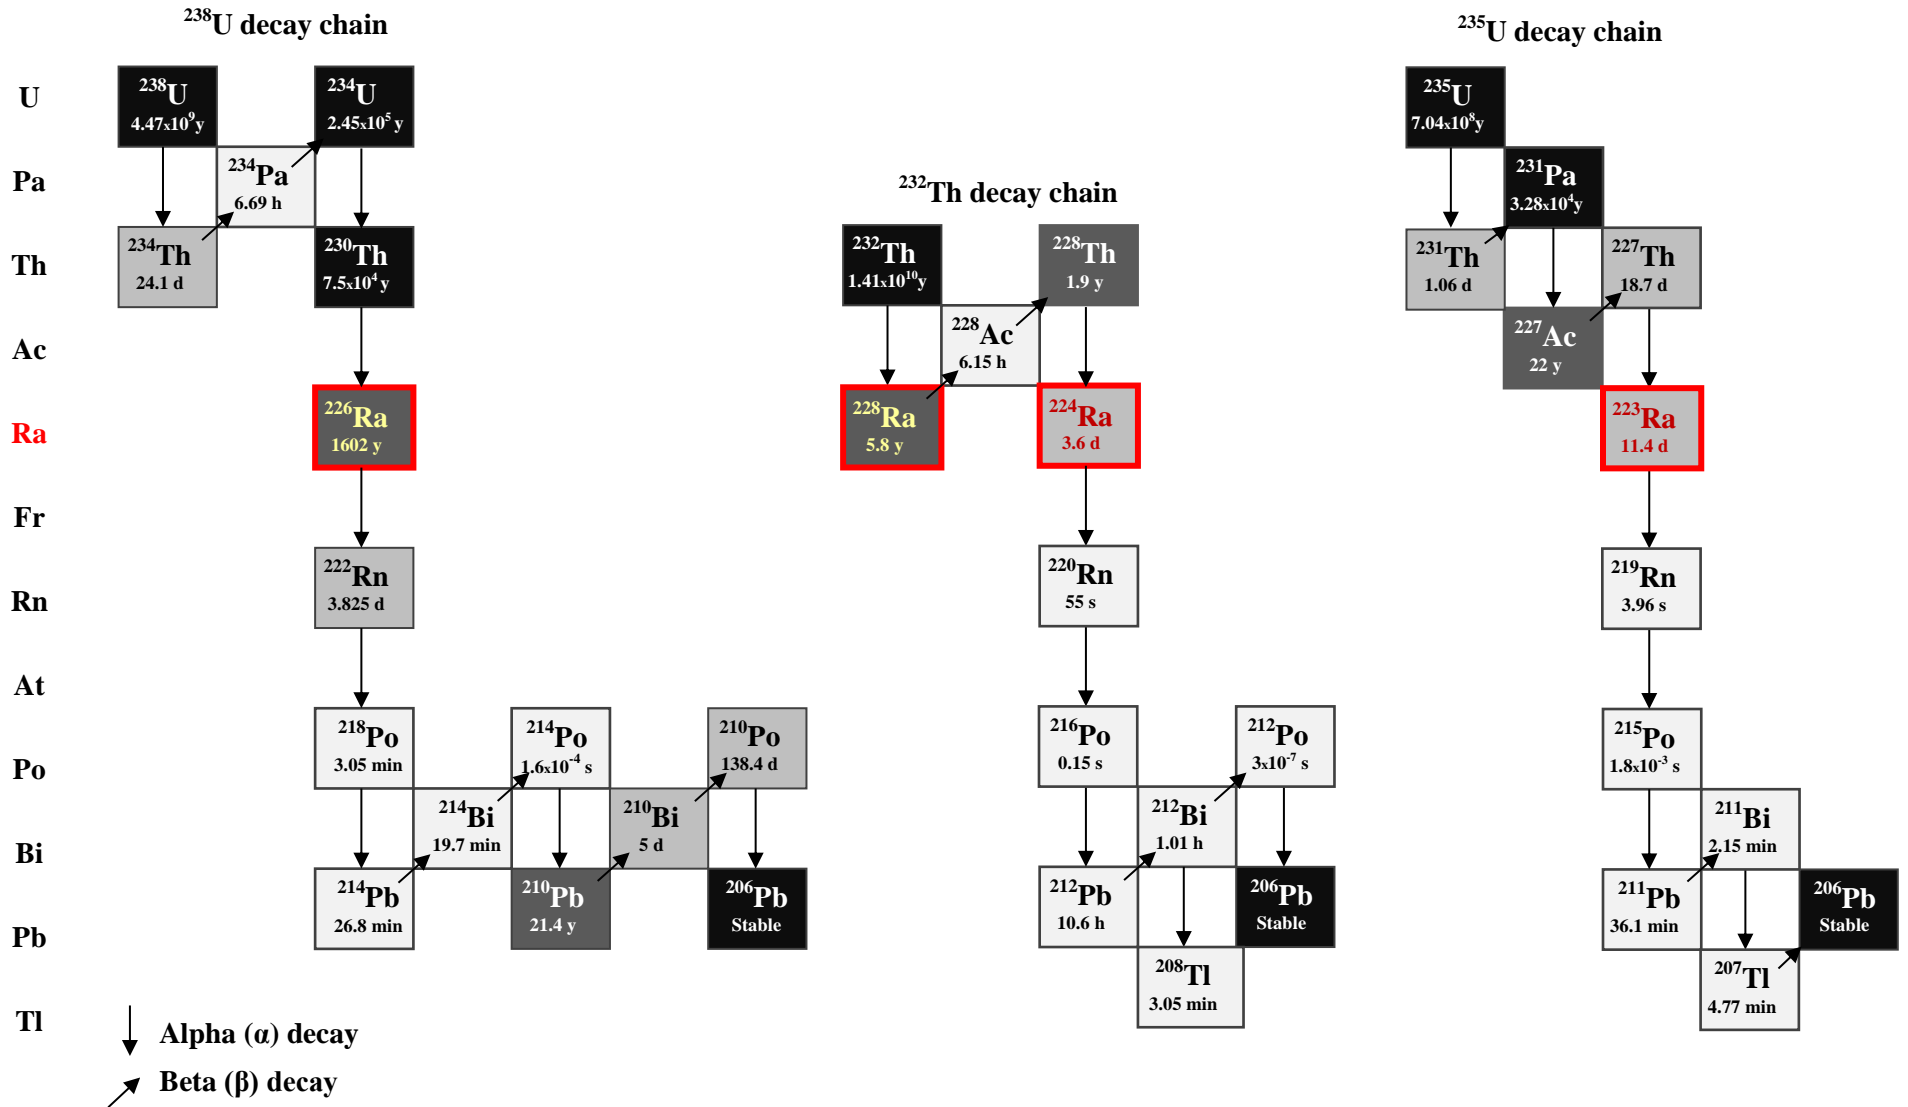 ²³⁸U decay chain
²³⁵U decay chain
²³²Th decay chain
U
Pa
Th
Ac
Ra
Fr
Rn
At
Po
Bi
Pb
Tl
²³⁸U
4.47x10⁹y
²³⁴U
2.45x10⁵ y
²³⁴Pa
6.69 h
²³⁴Th
24.1 d
²³⁰Th
7.5x10⁴ y
²²⁶Ra
1602 y
²²²Rn
3.825 d
²¹⁸Po
3.05 min
²¹⁴Po
1.6x10⁻⁴ s
²¹⁰Po
138.4 d
²¹⁴Bi
19.7 min
²¹⁰Bi
5 d
²¹⁴Pb
26.8 min
²¹⁰Pb
21.4 y
²⁰⁶Pb
Stable
²³²Th
1.41x10¹⁰y
²²⁸Th
1.9 y
²²⁸Ac
6.15 h
²²⁸Ra
5.8 y
²²⁴Ra
3.6 d
²²⁰Rn
55 s
²¹⁶Po
0.15 s
²¹²Po
3x10⁻⁷ s
²¹²Bi
1.01 h
²¹²Pb
10.6 h
²⁰⁶Pb
Stable
²⁰⁸Tl
3.05 min
²³⁵U
7.04x10⁸y
²³¹Pa
3.28x10⁴y
²³¹Th
1.06 d
²²⁷Th
18.7 d
²²⁷Ac
22 y
²²³Ra
11.4 d
²¹⁹Rn
3.96 s
²¹⁵Po
1.8x10⁻³ s
²¹¹Bi
2.15 min
²¹¹Pb
36.1 min
²⁰⁶Pb
Stable
²⁰⁷Tl
4.77 min
Alpha (α) decay
Beta (β) decay